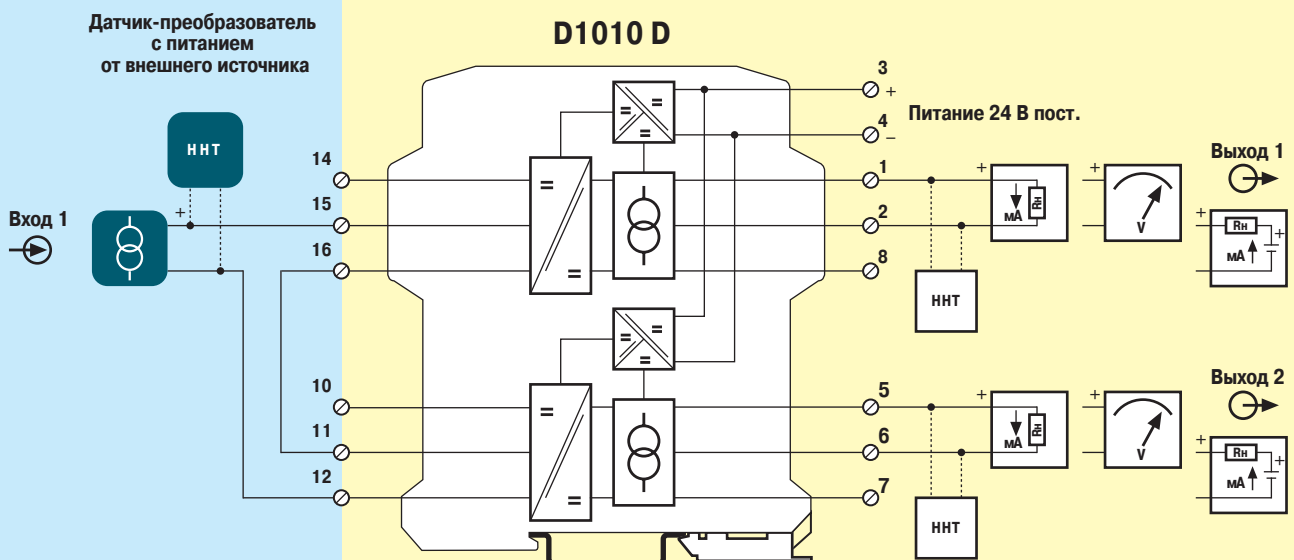 Датчик-преобразователь
с питанием
от внешнего источника
D1010 D
ННТ
Вход 1
+
14
15
16
10
11
12
3
+
4
–
Питание 24 В пост.
1
2
8
5
6
7
+
мА
Rн
+
V
Выход 1
+
Rн
+
мА
ННТ
+
мА
Rн
+
V
Выход 2
+
Rн
+
мА
ННТ